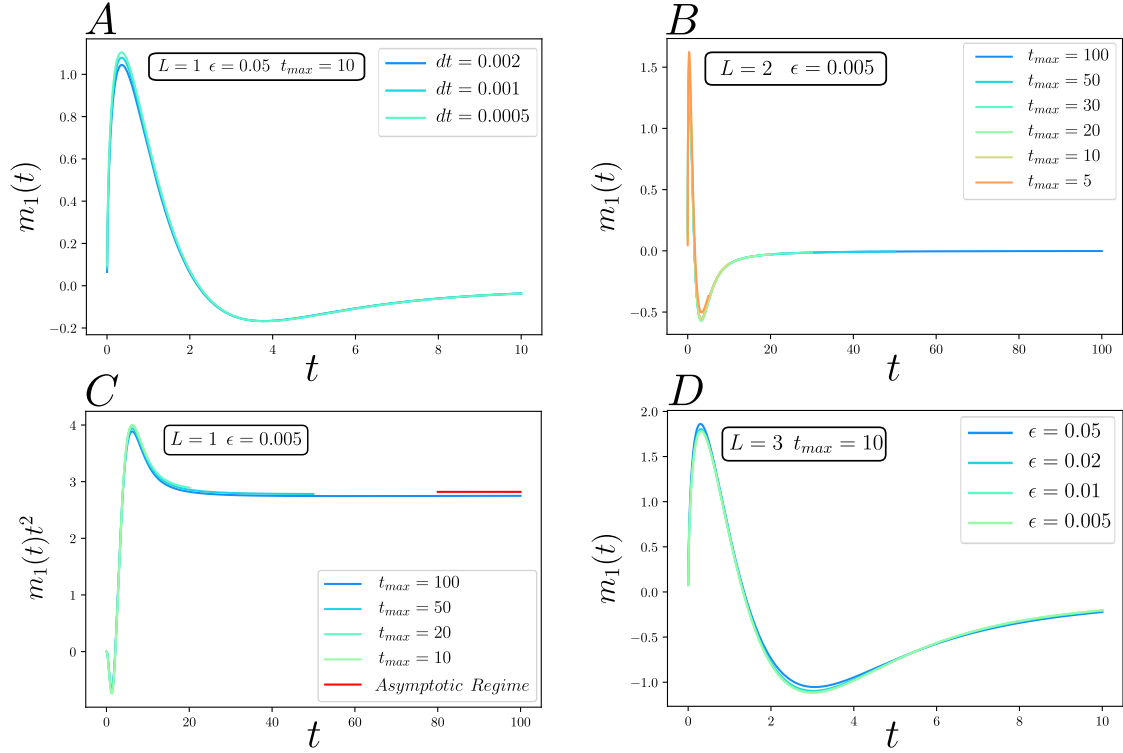 A
L = 1 ϵ = 0.05 t_max = 10
dt = 0.002
dt = 0.001
dt = 0.0005
1.0
0.8
0.6
0.4
0.2
0.0
−0.2
m₁(t)
0 2 4 6 8 10
t
B
L = 2 ϵ = 0.005
t_max = 100
t_max = 50
t_max = 30
t_max = 20
t_max = 10
t_max = 5
1.5
1.0
0.5
0.0
−0.5
m₁(t)
0 20 40 60 80 100
t
C
L = 1 ϵ = 0.005
4
3
2
1
0
m₁(t)t²
t_max = 100
t_max = 50
t_max = 20
t_max = 10
Asymptotic Regime
0 20 40 60 80 100
t
D
L = 3 t_max = 10
ϵ = 0.05
ϵ = 0.02
ϵ = 0.01
ϵ = 0.005
2.0
1.5
1.0
0.5
0.0
−0.5
−1.0
m₁(t)
0 2 4 6 8 10
t